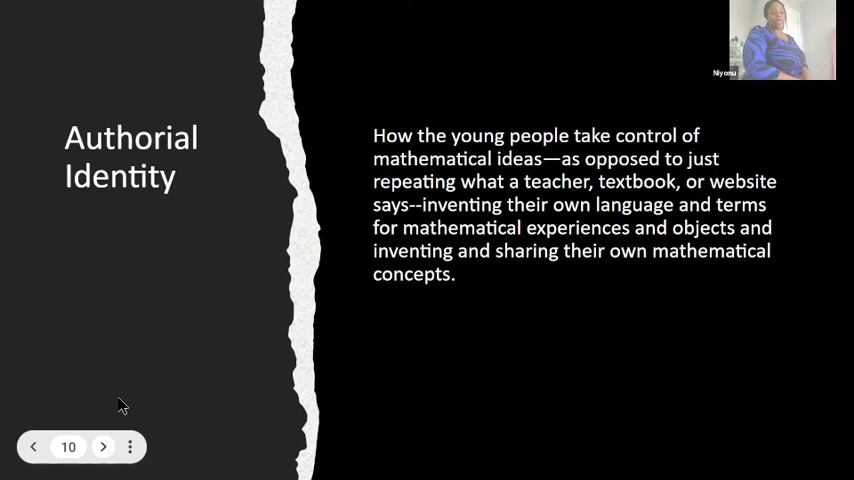 Niyonu
Authorial
Identity
How the young people take control of
mathematical ideas—as opposed to just
repeating what a teacher, textbook, or website
says--inventing their own language and terms
for mathematical experiences and objects and
inventing and sharing their own mathematical
concepts.
10